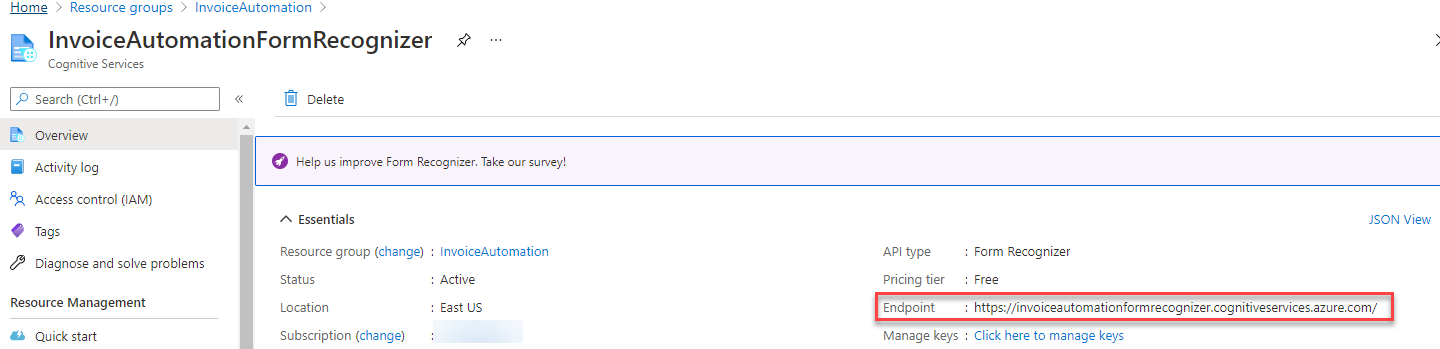 Home > Resource groups > InvoiceAutomation >
InvoiceAutomationFormRecognizer
Cognitive Services
Search (Ctrl+/)
Delete
Overview
Activity log
Access control (IAM)
Tags
Diagnose and solve problems
Resource Management
Quick start
Help us improve Form Recognizer. Take our survey!
Essentials
JSON View
Resource group (change) : InvoiceAutomation
Status : Active
Location : East US
Subscription (change) :
API type : Form Recognizer
Pricing tier : Free
Endpoint : https://invoiceautomationformrecognizer.cognitiveservices.azure.com/
Manage keys : Click here to manage keys